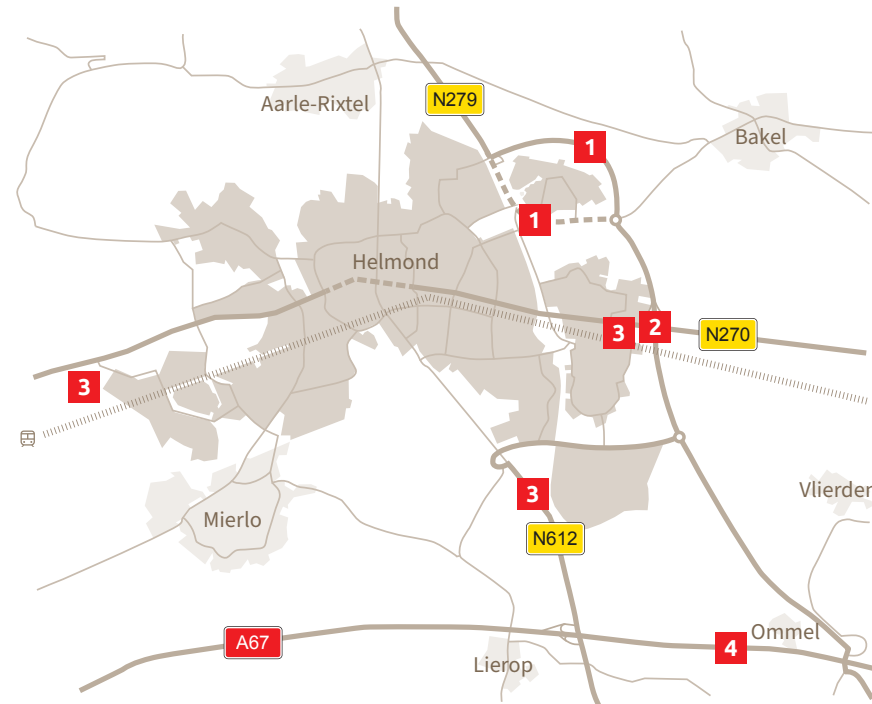 Aarle-Rixtel
N279
Bakel
1
1
Helmond
3
2
N270
3
3
Vlierden
Mierlo
N612
A67
Ommel
4
Lierop